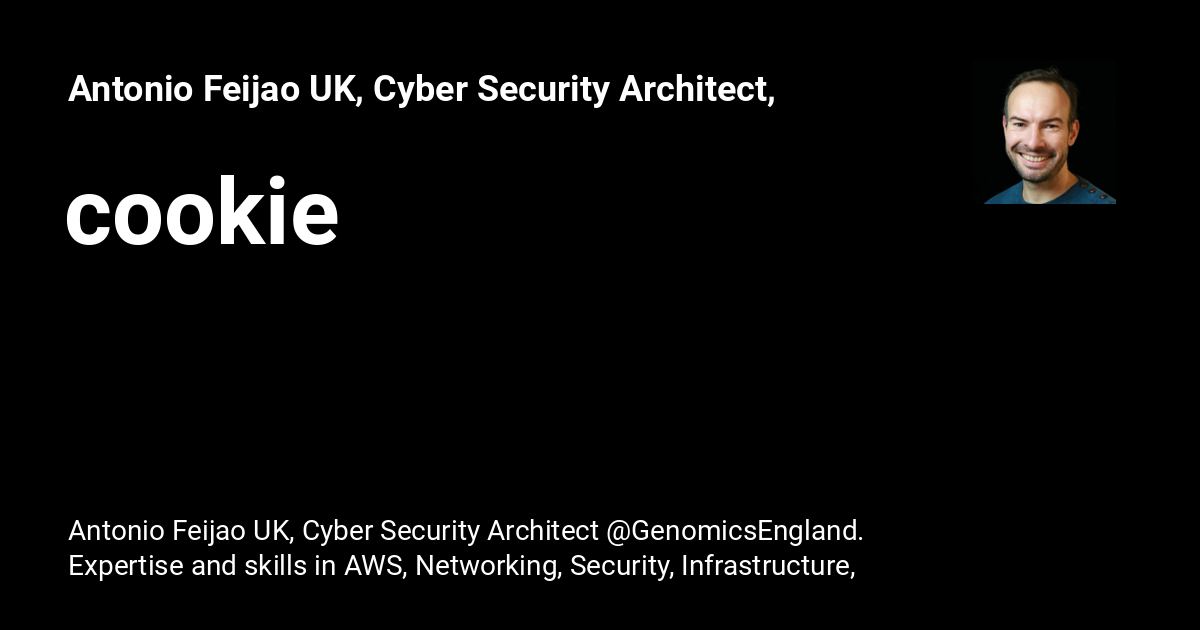 Antonio Feijao UK, Cyber Security Architect,
cookie
Antonio Feijao UK, Cyber Security Architect @GenomicsEngland.
Expertise and skills in AWS, Networking, Security, Infrastructure,